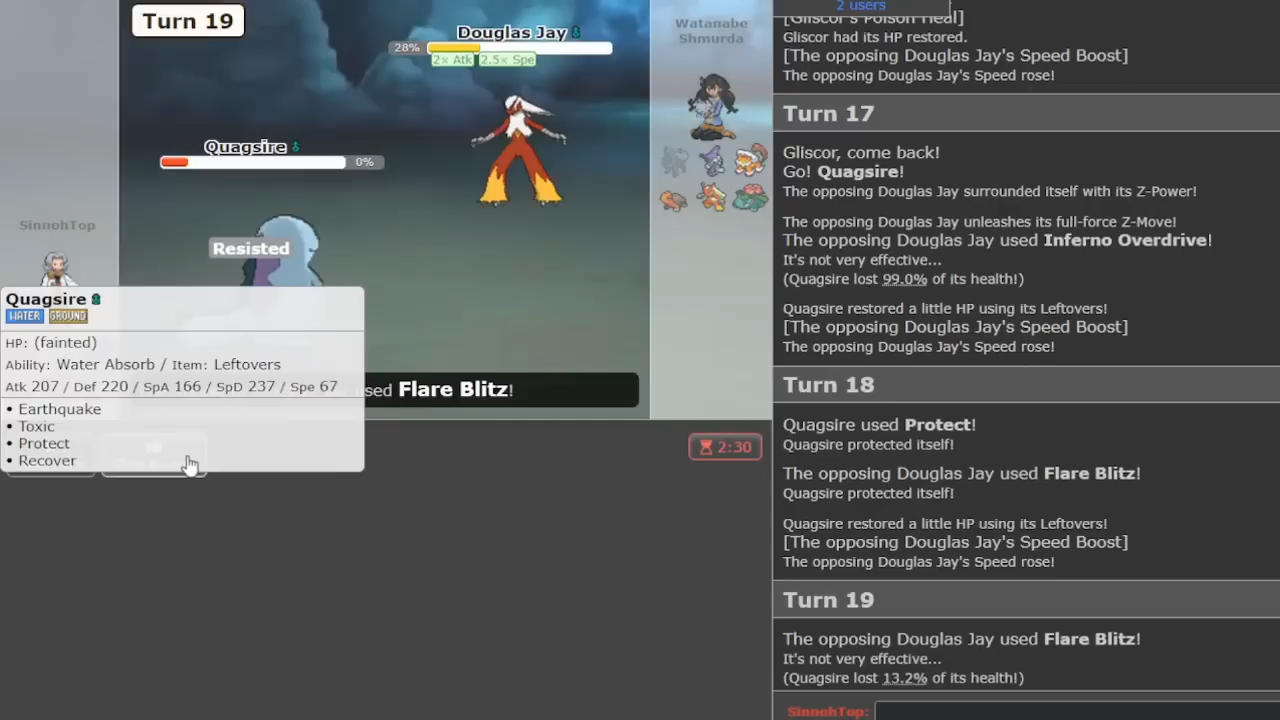 Turn 19
Douglas Jay
28%
2× Atk 2.5× Spe
Quagsire
0%
Resisted
SinnohTop
Quagsire
WATER GROUND
HP: (fainted)
Ability: Water Absorb / Item: Leftovers
Atk 207 / Def 220 / SpA 166 / SpD 237 / Spe 67
• Earthquake
• Toxic
• Protect
• Recover
used Flare Blitz!
2:30
Watanabe
Shmurda
2 users
[Gliscor's Poison Heal]
Gliscor had its HP restored.
[The opposing Douglas Jay's Speed Boost]
The opposing Douglas Jay's Speed rose!
Turn 17
Gliscor, come back!
Go! Quagsire!
The opposing Douglas Jay surrounded itself with its Z-Power!
The opposing Douglas Jay unleashes its full-force Z-Move!
The opposing Douglas Jay used Inferno Overdrive!
It's not very effective...
(Quagsire lost 99.0% of its health!)
Quagsire restored a little HP using its Leftovers!
[The opposing Douglas Jay's Speed Boost]
The opposing Douglas Jay's Speed rose!
Turn 18
Quagsire used Protect!
Quagsire protected itself!
The opposing Douglas Jay used Flare Blitz!
Quagsire protected itself!
Quagsire restored a little HP using its Leftovers!
[The opposing Douglas Jay's Speed Boost]
The opposing Douglas Jay's Speed rose!
Turn 19
The opposing Douglas Jay used Flare Blitz!
It's not very effective...
(Quagsire lost 13.2% of its health!)
SinnohTop: